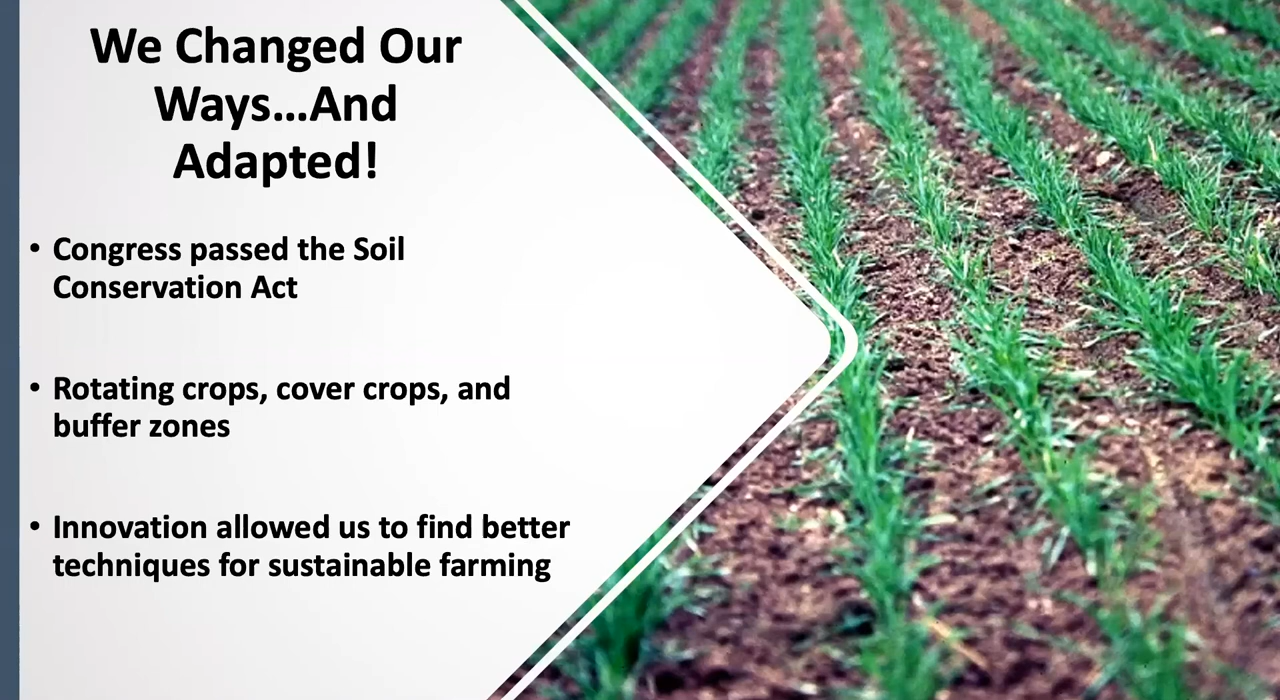 We Changed Our
Ways...And
Adapted!
• Congress passed the Soil
Conservation Act
• Rotating crops, cover crops, and
buffer zones
• Innovation allowed us to find better
techniques for sustainable farming